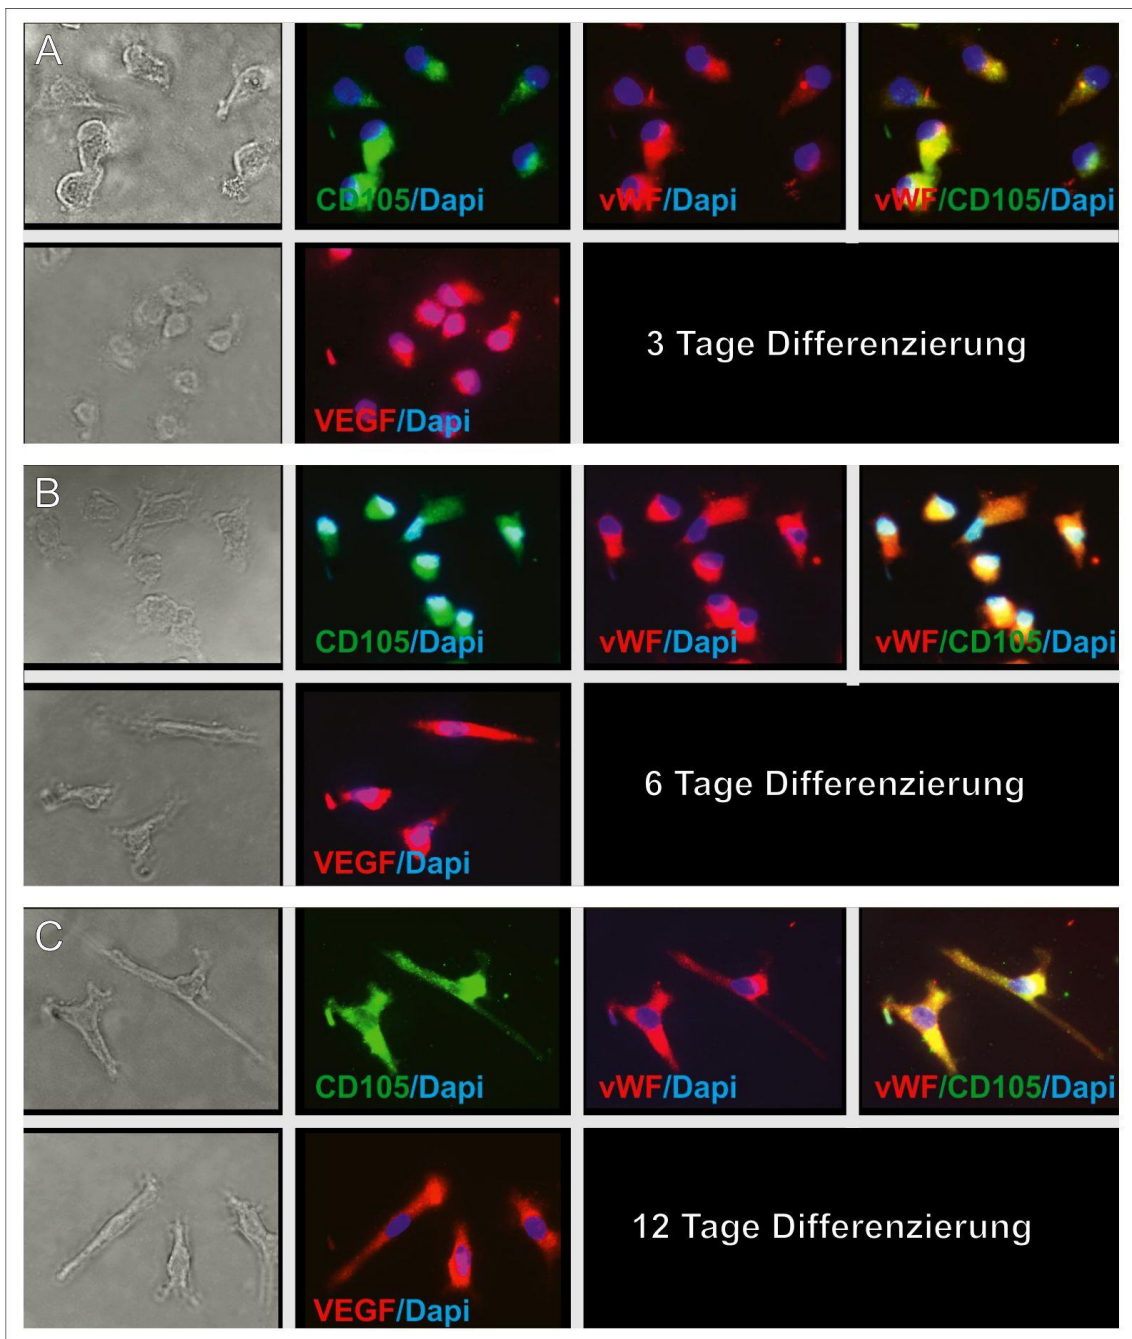 A
CD105/Dapi
vWF/Dapi
vWF/CD105/Dapi
VEGF/Dapi
3 Tage Differenzierung
B
CD105/Dapi
vWF/Dapi
vWF/CD105/Dapi
VEGF/Dapi
6 Tage Differenzierung
C
CD105/Dapi
vWF/Dapi
vWF/CD105/Dapi
VEGF/Dapi
12 Tage Differenzierung